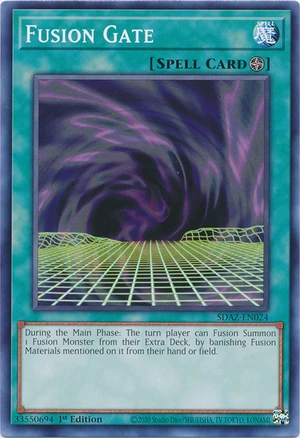 FUSION GATE
[SPELL CARD]
SDAZ-EN024
During the Main Phase: The turn player can Fusion Summon
1 Fusion Monster from their Extra Deck, by banishing Fusion
Materials mentioned on it from their hand or field.
33550694 1st Edition ©2020 Studio Dice/SHUEISHA, TV TOKYO, KONAMI